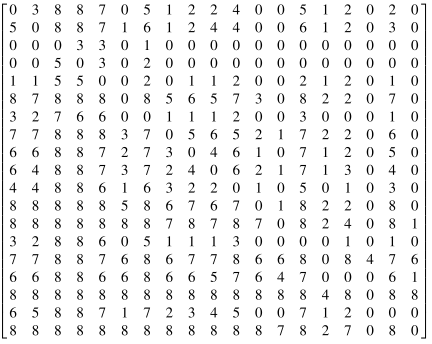 0 3 8 8 7 0 5 1 2 2 4 0 0 5 1 2 0 2 0
5 0 8 8 7 1 6 1 2 4 4 0 0 6 1 2 0 3 0
0 0 0 3 3 0 1 0 0 0 0 0 0 0 0 0 0 0 0
0 0 5 0 3 0 2 0 0 0 0 0 0 0 0 0 0 0 0
1 1 5 5 0 0 2 0 1 1 2 0 0 2 1 2 0 1 0
8 7 8 8 8 0 8 5 6 5 7 3 0 8 2 2 0 7 0
3 2 7 6 6 0 0 1 1 1 2 0 0 3 0 0 0 1 0
7 7 8 8 8 3 7 0 5 6 5 2 1 7 2 2 0 6 0
6 6 8 8 7 2 7 3 0 4 6 1 0 7 1 2 0 5 0
6 4 8 8 7 3 7 2 4 0 6 2 1 7 1 3 0 4 0
4 4 8 8 6 1 6 3 2 2 0 1 0 5 0 1 0 3 0
8 8 8 8 8 5 8 6 7 6 7 0 1 8 2 2 0 8 0
8 8 8 8 8 8 8 7 8 7 8 7 0 8 2 4 0 8 1
3 2 8 8 6 0 5 1 1 1 3 0 0 0 0 1 0 1 0
7 7 8 8 7 6 8 6 7 7 8 6 6 8 0 8 4 7 6
6 6 8 8 6 6 8 6 6 5 7 6 4 7 0 0 0 6 1
8 8 8 8 8 8 8 8 8 8 8 8 8 8 4 8 0 8 8
6 5 8 8 7 1 7 2 3 4 5 0 0 7 1 2 0 0 0
8 8 8 8 8 8 8 8 8 8 8 8 7 8 2 7 0 8 0